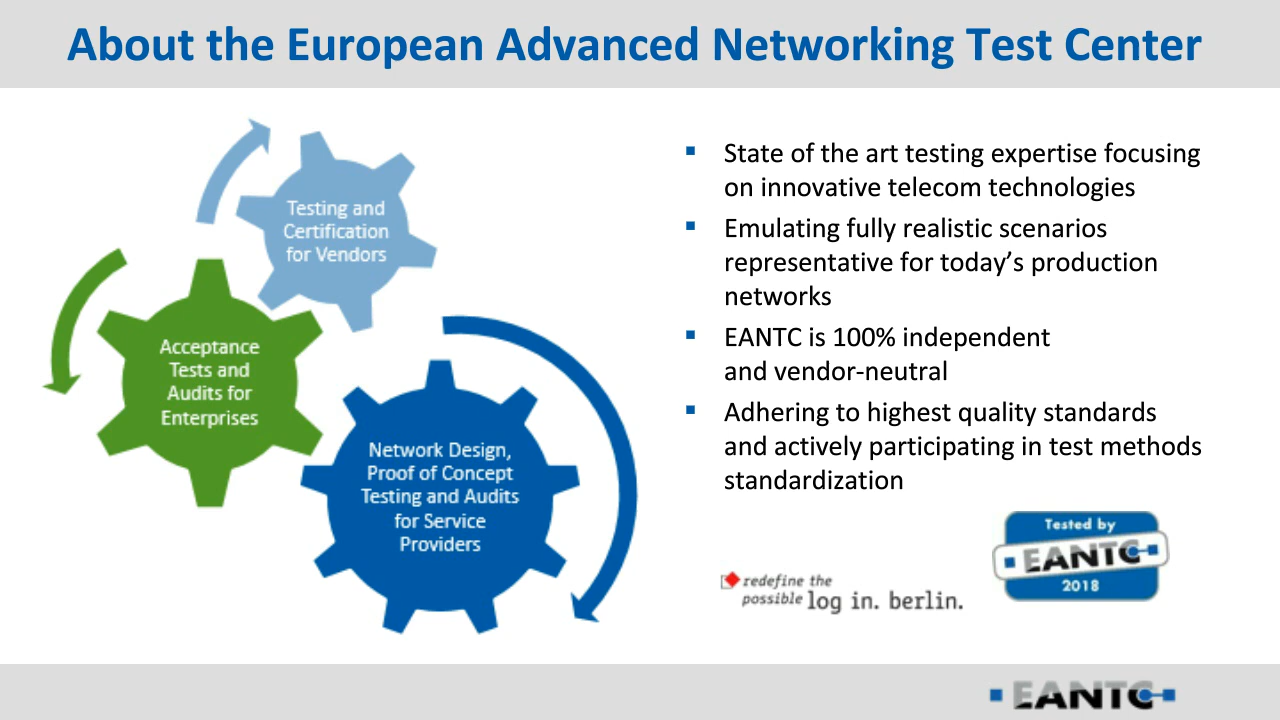 About the European Advanced Networking Test Center
Testing and
Certification
for Vendors
Acceptance
Tests and
Audits for
Enterprises
Network Design,
Proof of Concept
Testing and Audits
for Service
Providers
▪ State of the art testing expertise focusing
on innovative telecom technologies
▪ Emulating fully realistic scenarios
representative for today’s production
networks
▪ EANTC is 100% independent
and vendor-neutral
▪ Adhering to highest quality standards
and actively participating in test methods
standardization
redefine the
possible log in. berlin.
Tested by
EANTC
2018
EANTC